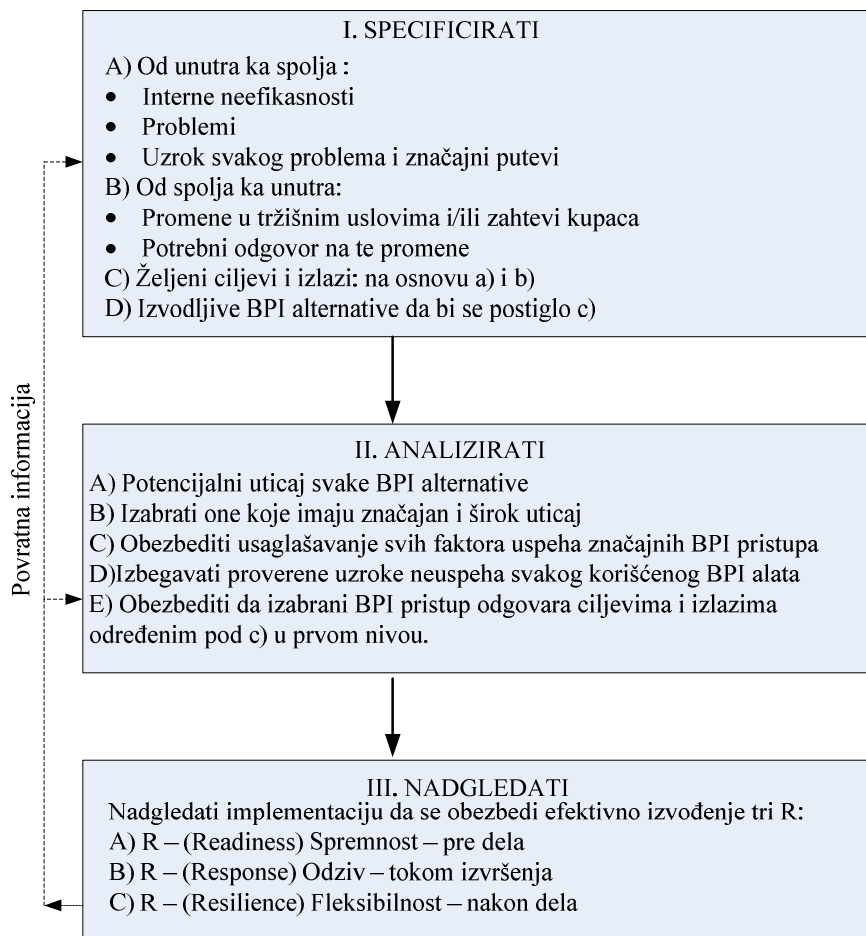 I. SPECIFICIRATI
A) Od unutra ka spolja :
• Interne neefikasnosti
• Problemi
• Uzrok svakog problema i značajni putevi
B) Od spolja ka unutra:
• Promene u tržišnim uslovima i/ili zahtevi kupaca
• Potrebni odgovor na te promene
C) Željeni ciljevi i izlazi: na osnovu a) i b)
D) Izvodljive BPI alternative da bi se postiglo c)
Povratna informacija
II. ANALIZIRATI
A) Potencijalni uticaj svake BPI alternative
B) Izabrati one koje imaju značajan i širok uticaj
C) Obezbediti usaglašavanje svih faktora uspeha značajnih BPI pristupa
D)Izbegavati proverene uzroke neuspeha svakog korišćenog BPI alata
E) Obezbediti da izabrani BPI pristup odgovara ciljevima i izlazima
određenim pod c) u prvom nivou.
III. NADGLEDATI
Nadgledati implementaciju da se obezbedi efektivno izvođenje tri R:
A) R – (Readiness) Spremnost – pre dela
B) R – (Response) Odziv – tokom izvršenja
C) R – (Resilience) Fleksibilnost – nakon dela